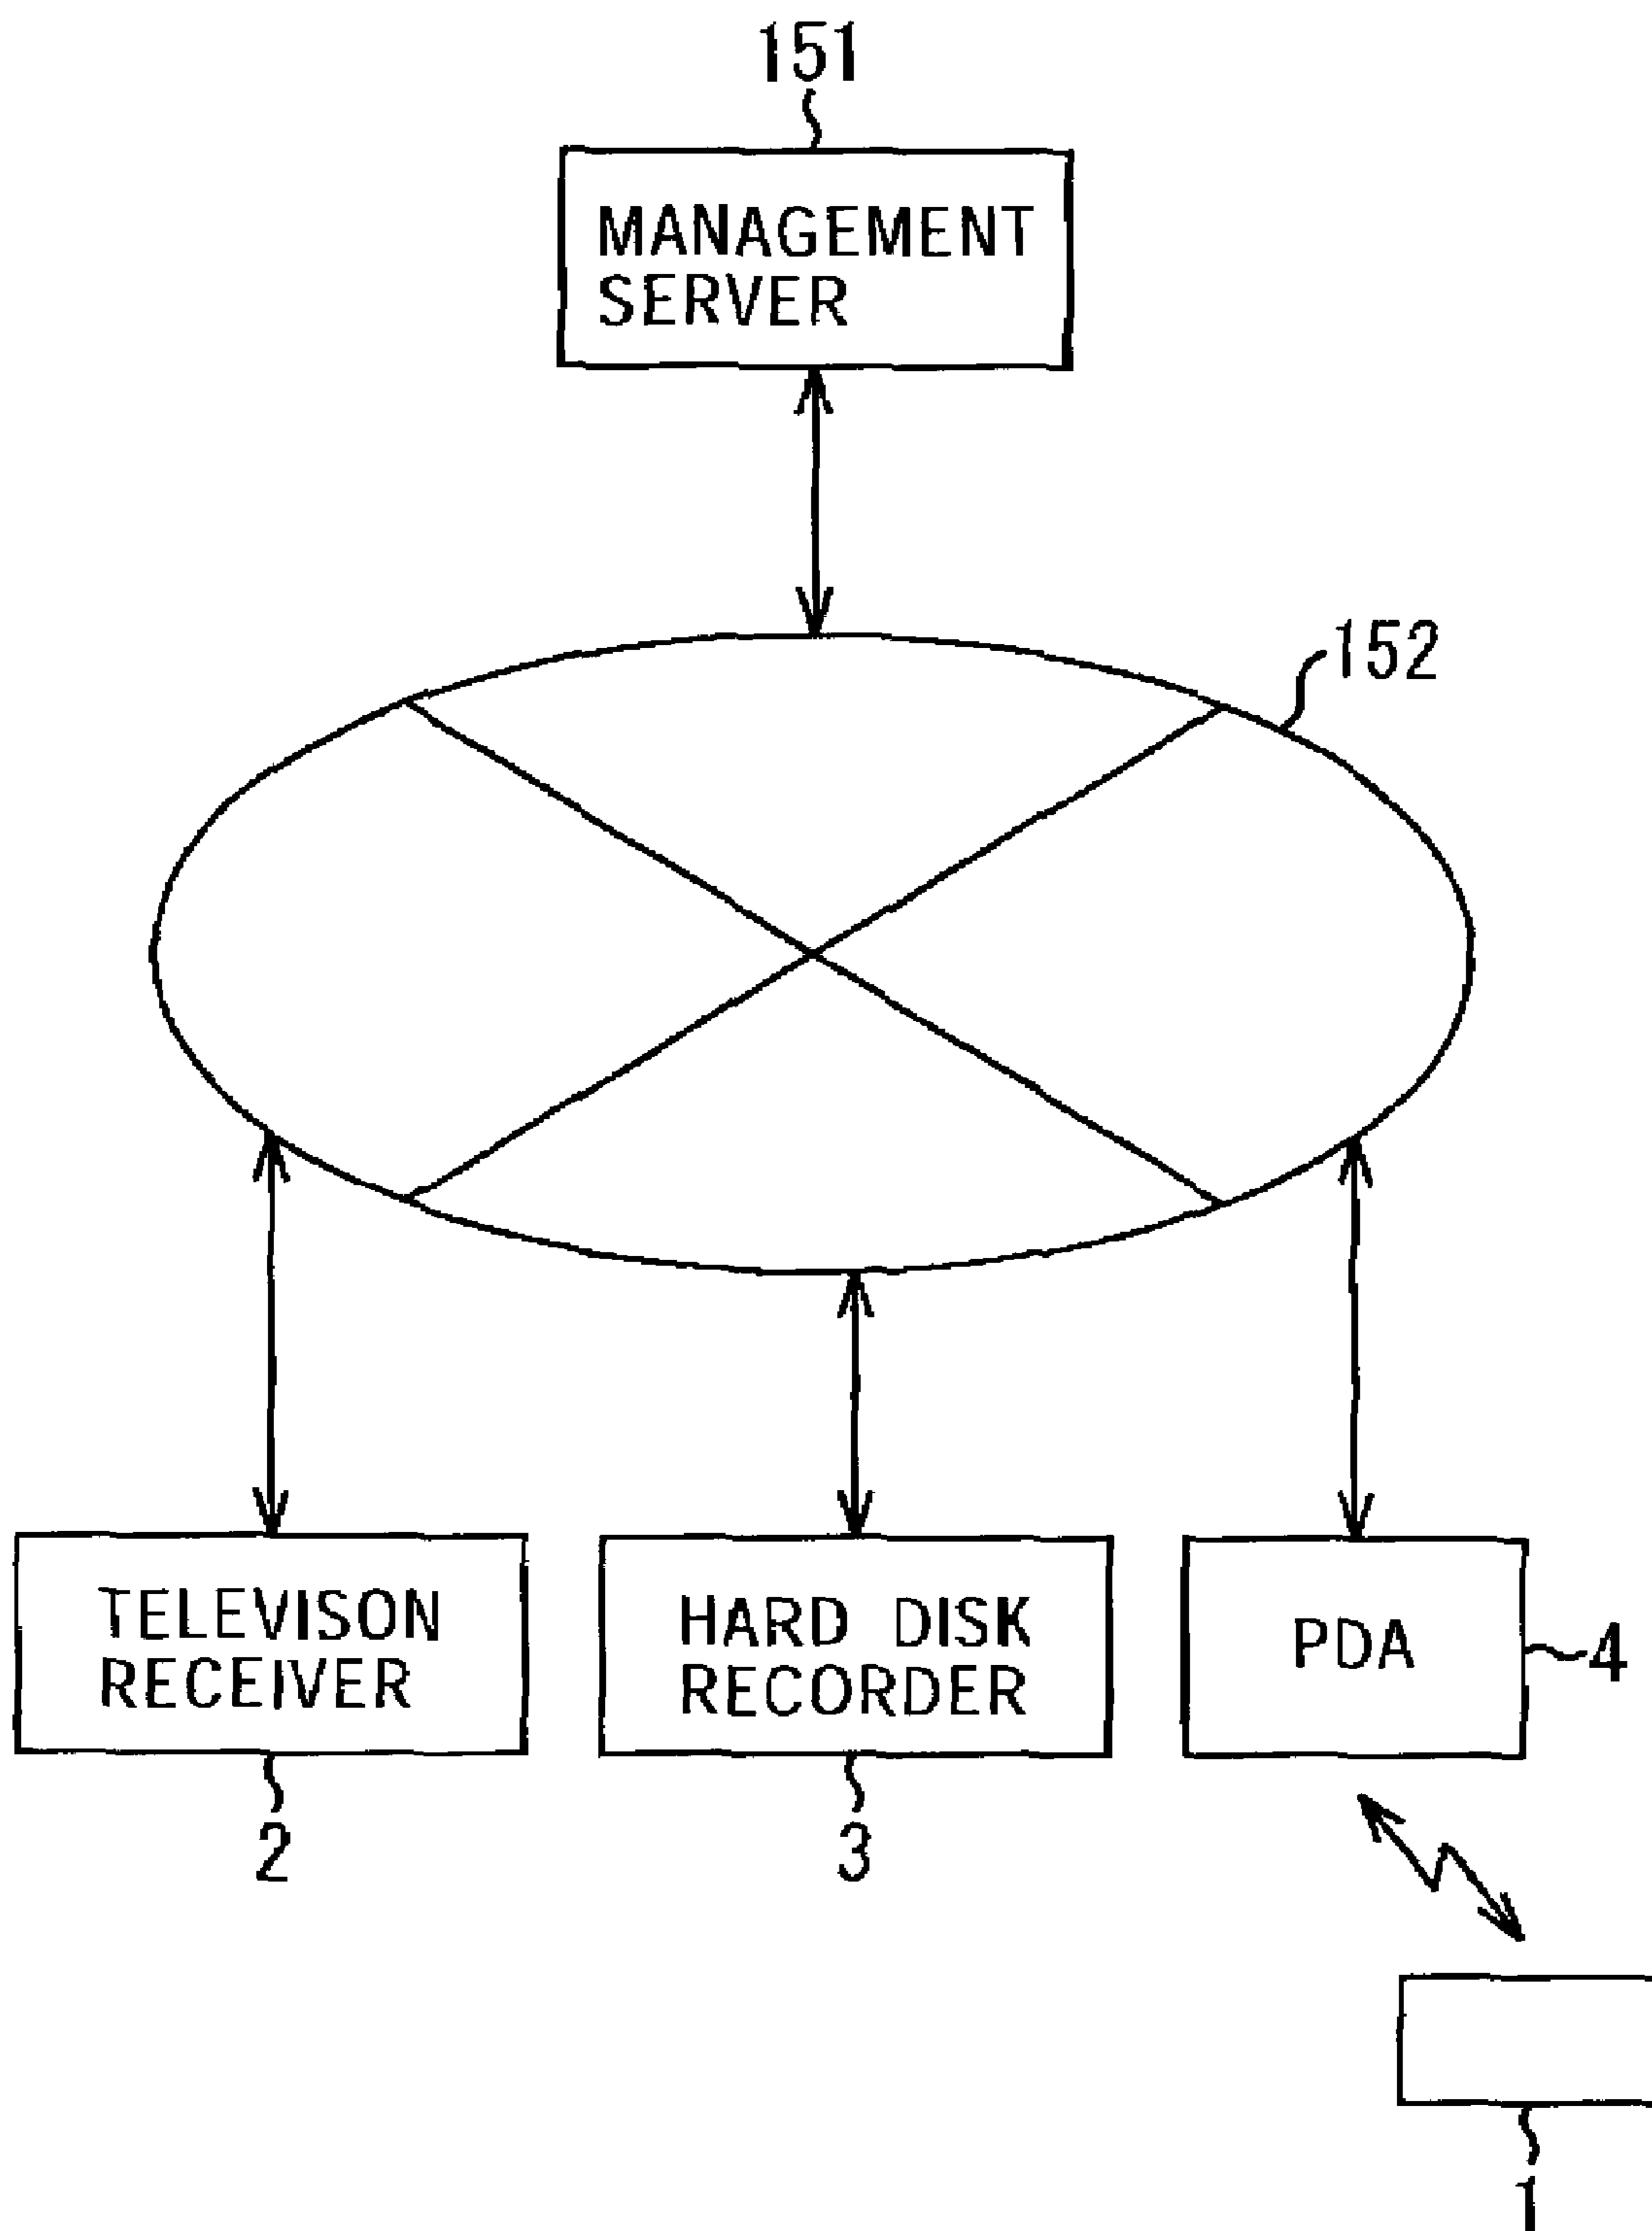 151
MANAGEMENT
SERVER
152
TELEVISON
RECEIVER
HARD DISK
RECORDER
PDA
4
2
3
1